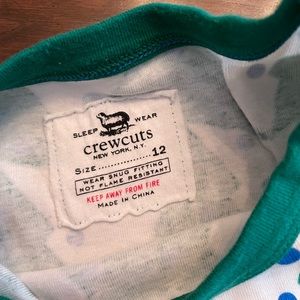 SLEEP WEAR
crewcuts
NEW YORK, N.Y.
SIZE ........ 12
WEAR SNUG FITTING
NOT FLAME RESISTANT
KEEP AWAY FROM FIRE
MADE IN CHINA